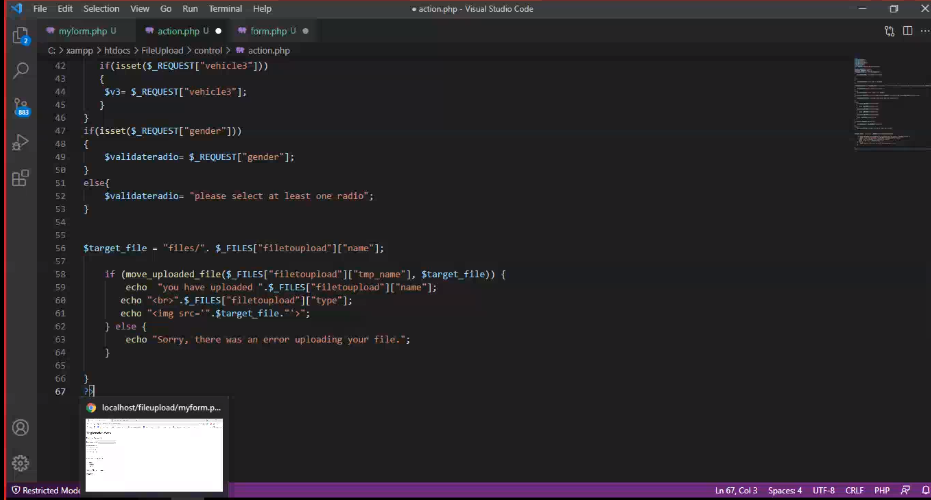 File Edit Selection View Go Run Terminal Help ● action.php - Visual Studio Code
myform.php U action.php U ● form.php U ●
C: > xampp > htdocs > FileUpload > control > action.php
42 if(isset($_REQUEST["vehicle3"]))
43 {
44 $v3= $_REQUEST["vehicle3"];
45 }
46 }
47 if(isset($_REQUEST["gender"]))
48 {
49 $validateradio= $_REQUEST["gender"];
50 }
51 else{
52 $validateradio= "please select at least one radio";
53 }
54
55
56 $target_file = "files/". $_FILES["filetoupload"]["name"];
57
58 if (move_uploaded_file($_FILES["filetoupload"]["tmp_name"], $target_file)) {
59 echo "you have uploaded ".$_FILES["filetoupload"]["name"];
60 echo "<br>".$_FILES["filetoupload"]["type"];
61 echo "<img src='".$target_file."'>";
62 } else {
63 echo "Sorry, there was an error uploading your file.";
64 }
65
66 }
67 ?>
2
883
localhost/fileupload/myform.p...
Restricted Mode Ln 67, Col 3 Spaces: 4 UTF-8 CRLF PHP